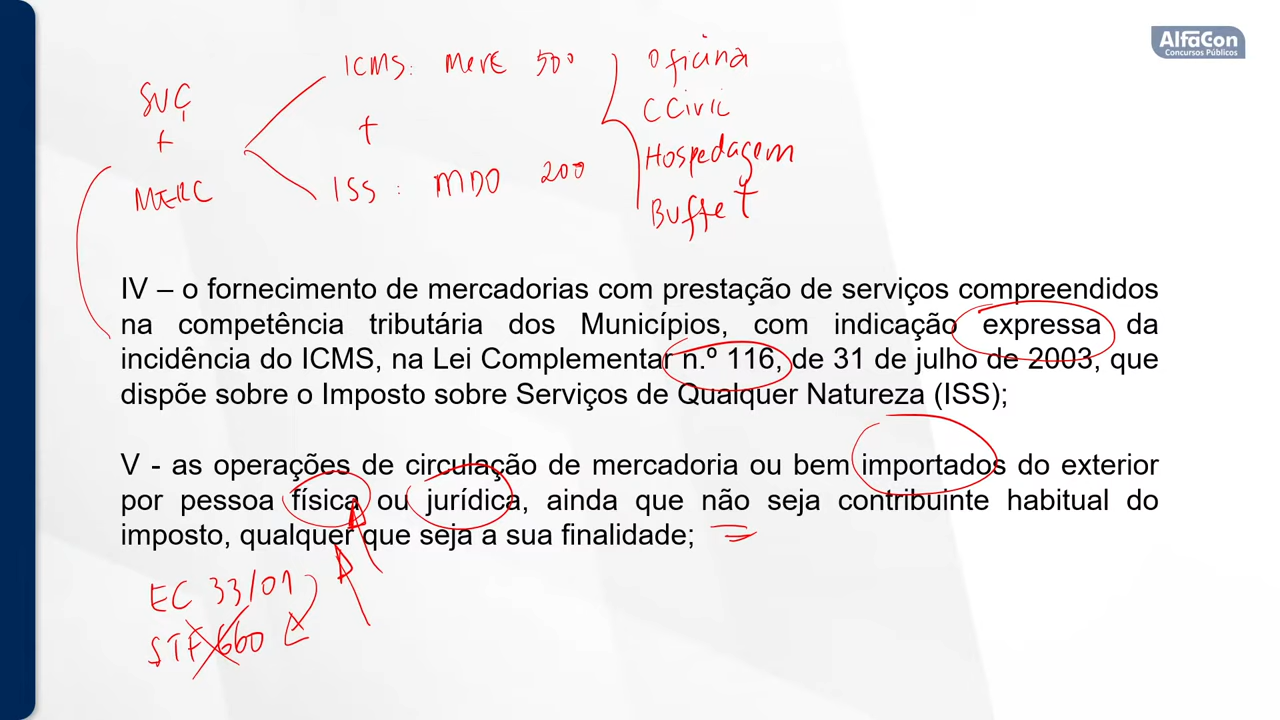 AlfaCon
Concursos Públicos
ICMS: MERC 500
Oficina
SVÇ
+
MERC
+
CCivic
Hospedagem
ISS: MDO 200
Buffet
IV – o fornecimento de mercadorias com prestação de serviços compreendidos
na competência tributária dos Municípios, com indicação expressa da
incidência do ICMS, na Lei Complementar n.º 116, de 31 de julho de 2003, que
dispõe sobre o Imposto sobre Serviços de Qualquer Natureza (ISS);
V - as operações de circulação de mercadoria ou bem importados do exterior
por pessoa física ou jurídica, ainda que não seja contribuinte habitual do
imposto, qualquer que seja a sua finalidade;
EC 33/01
STF 660